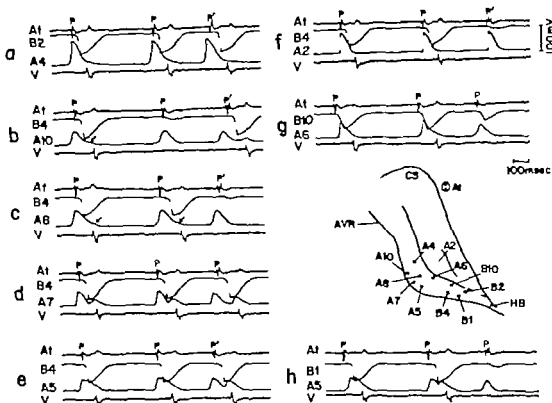 P P P'
At
B2
a
A4
V
P P P'
At
B4
b
A10
V
P P P'
At
B4
c
A8
V
P P P'
At
B4
d
A7
V
P P P'
At
B4
e
A5
V
P P P'
At
B4
f
A2
V
100mV
P P P
At
B10
g
A6
V
100msec
CS
At
AVR
A4
A2
A10
A6
B10
A8
B2
A7
HB
A5
B4
B1
P P P
At
B1
h
A5
V